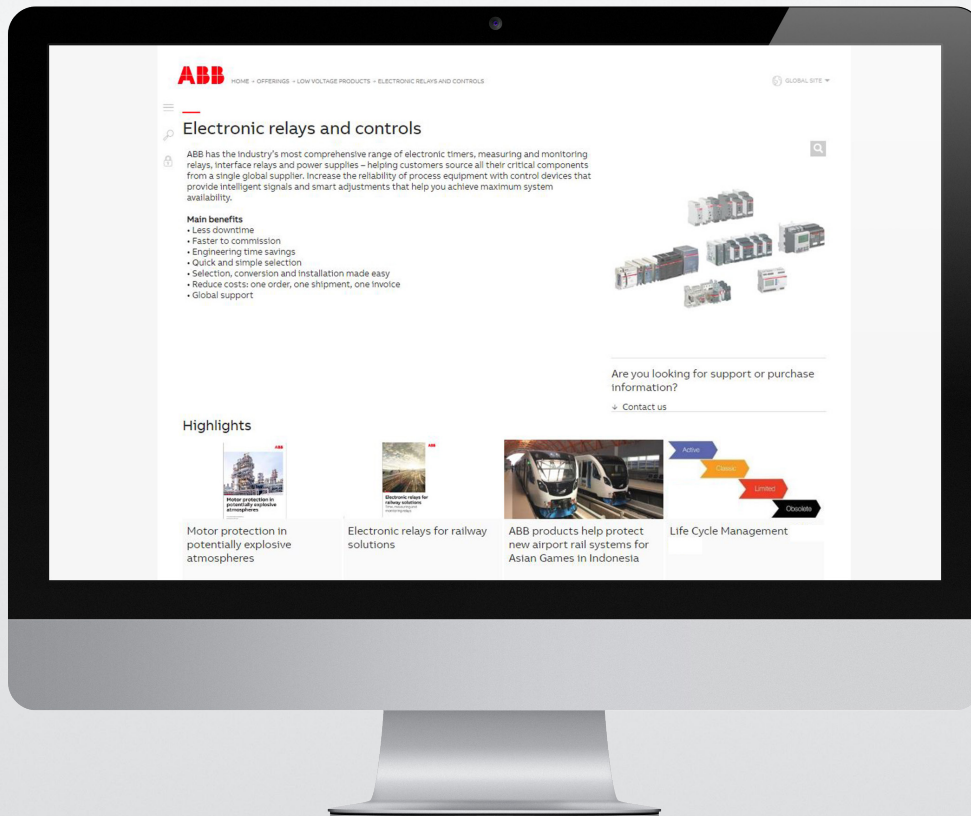 ABB HOME › OFFERINGS › LOW VOLTAGE PRODUCTS › ELECTRONIC RELAYS AND CONTROLS
GLOBAL SITE
Electronic relays and controls
ABB has the industry's most comprehensive range of electronic timers, measuring and monitoring
relays, interface relays and power supplies – helping customers source all their critical components
from a single global supplier. Increase the reliability of process equipment with control devices that
provide intelligent signals and smart adjustments that help you achieve maximum system
availability.
Main benefits
• Less downtime
• Faster to commission
• Engineering time savings
• Quick and simple selection
• Selection, conversion and installation made easy
• Reduce costs: one order, one shipment, one invoice
• Global support
Are you looking for support or purchase
information?
Contact us
Highlights
ABB
Motor protection in
potentially explosive
atmospheres
ABB
Electronic relays for
railway solutions
Active
Classic
Limited
Obsolete
Motor protection in
potentially explosive
atmospheres
Electronic relays for railway
solutions
ABB products help protect
new airport rail systems for
Asian Games in Indonesia
Life Cycle Management